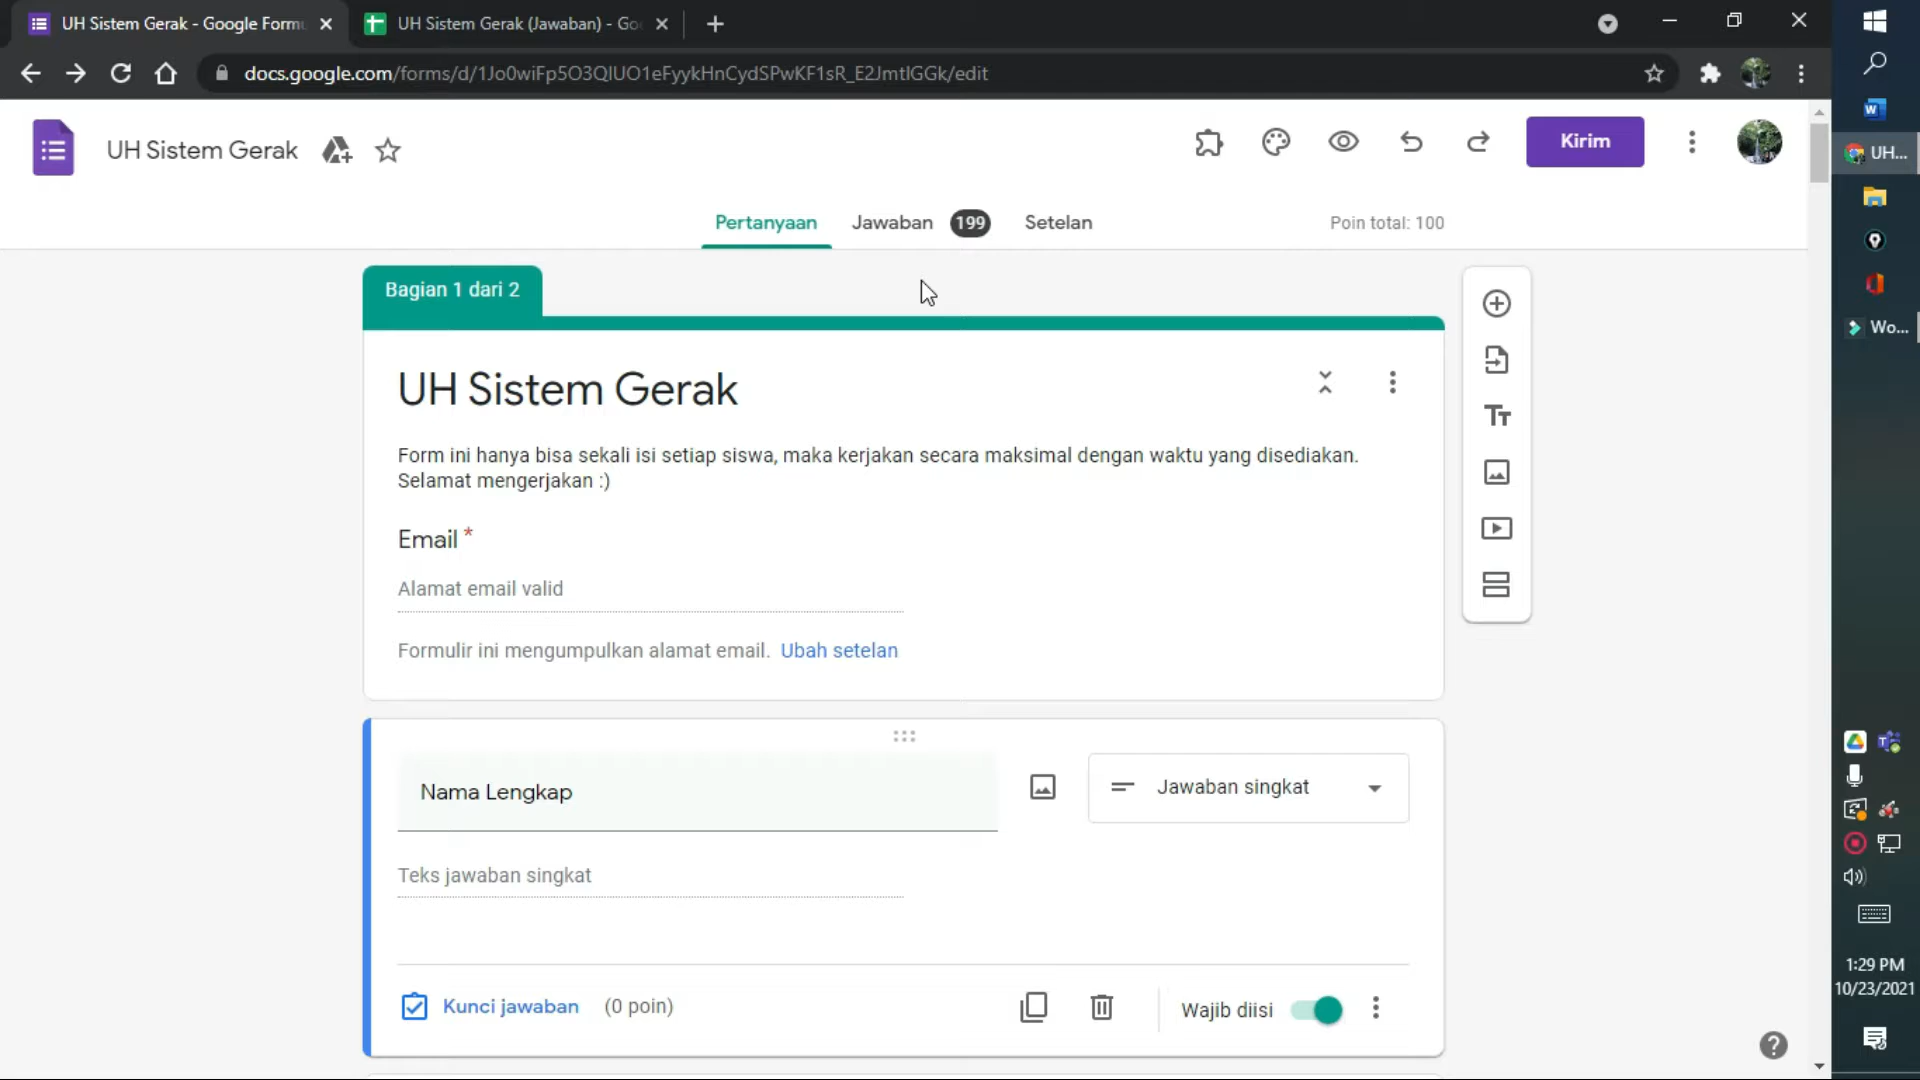 UH Sistem Gerak - Google Formu
UH Sistem Gerak (Jawaban) - Goo
docs.google.com/forms/d/1Jo0wiFp5O3QIUO1eFyykHnCydSPwKF1sR_E2JmtIGGk/edit
UH Sistem Gerak
Kirim
Pertanyaan
Jawaban 199
Setelan
Poin total: 100
Bagian 1 dari 2
UH Sistem Gerak
Form ini hanya bisa sekali isi setiap siswa, maka kerjakan secara maksimal dengan waktu yang disediakan.
Selamat mengerjakan :)
Email *
Alamat email valid
Formulir ini mengumpulkan alamat email. Ubah setelan
Nama Lengkap
Jawaban singkat
Teks jawaban singkat
Kunci jawaban (0 poin)
Wajib diisi
UH...
Wo...
1:29 PM
10/23/2021